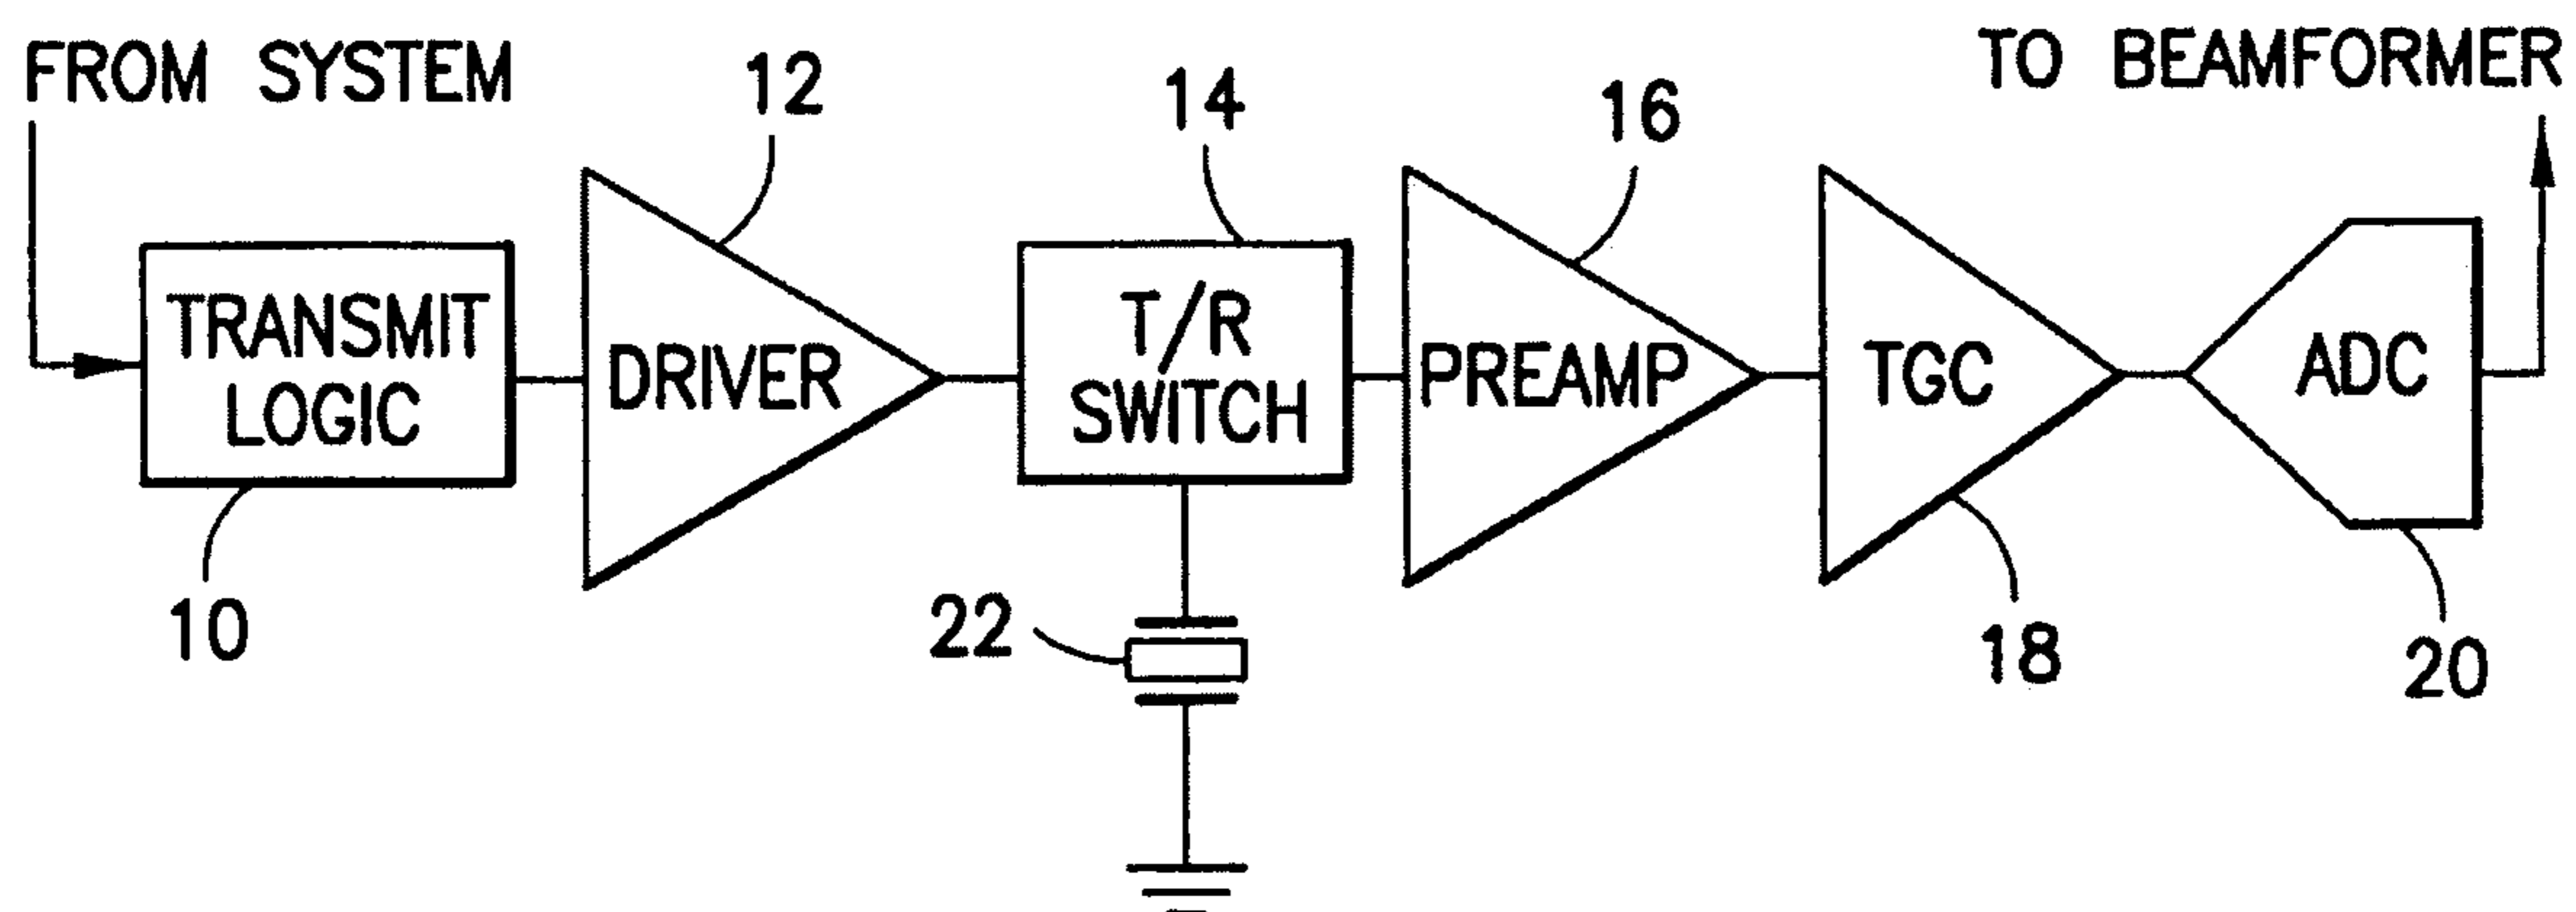 FROM SYSTEM
TO BEAMFORMER
12
14
16
TRANSMIT
LOGIC
DRIVER
T/R
SWITCH
PREAMP
TGC
ADC
10
22
18
20